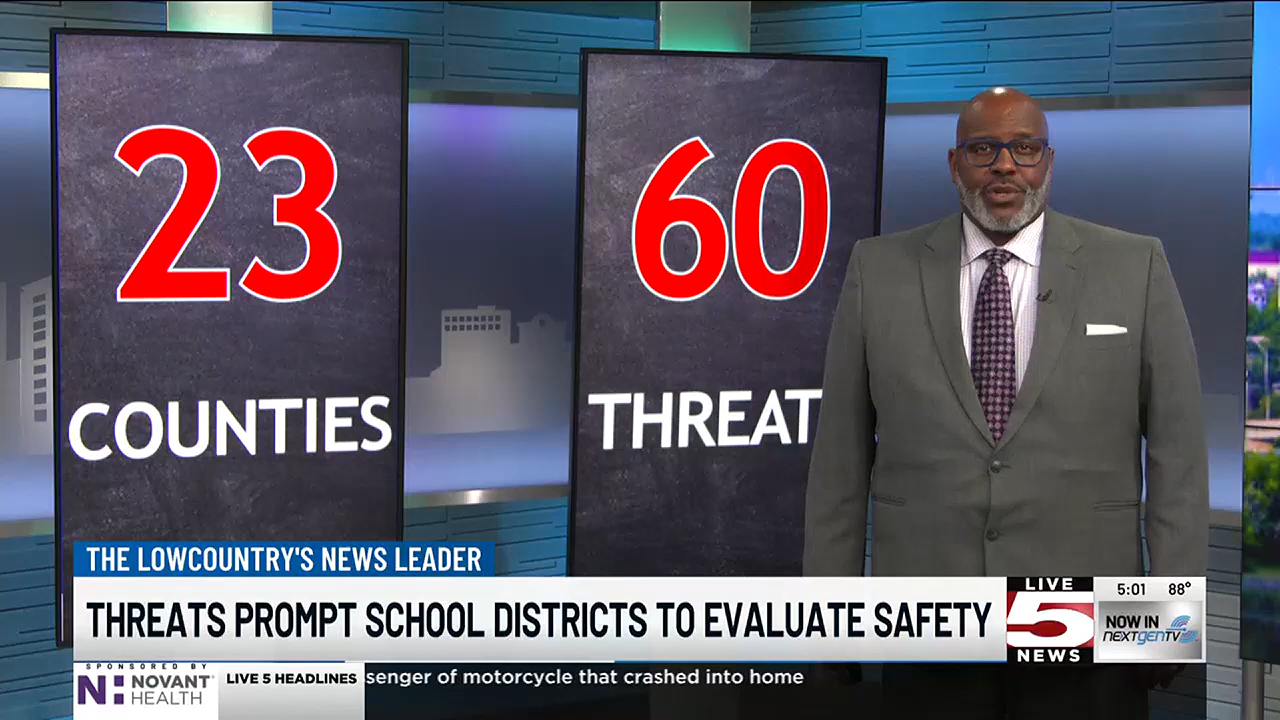 23
COUNTIES
60
THREAT
THE LOWCOUNTRY'S NEWS LEADER
THREATS PROMPT SCHOOL DISTRICTS TO EVALUATE SAFETY
LIVE
5
NEWS
5:01 88°
NOW IN
NEXTGENTV
SPONSORED BY
NOVANT
HEALTH
LIVE 5 HEADLINES
senger of motorcycle that crashed into home